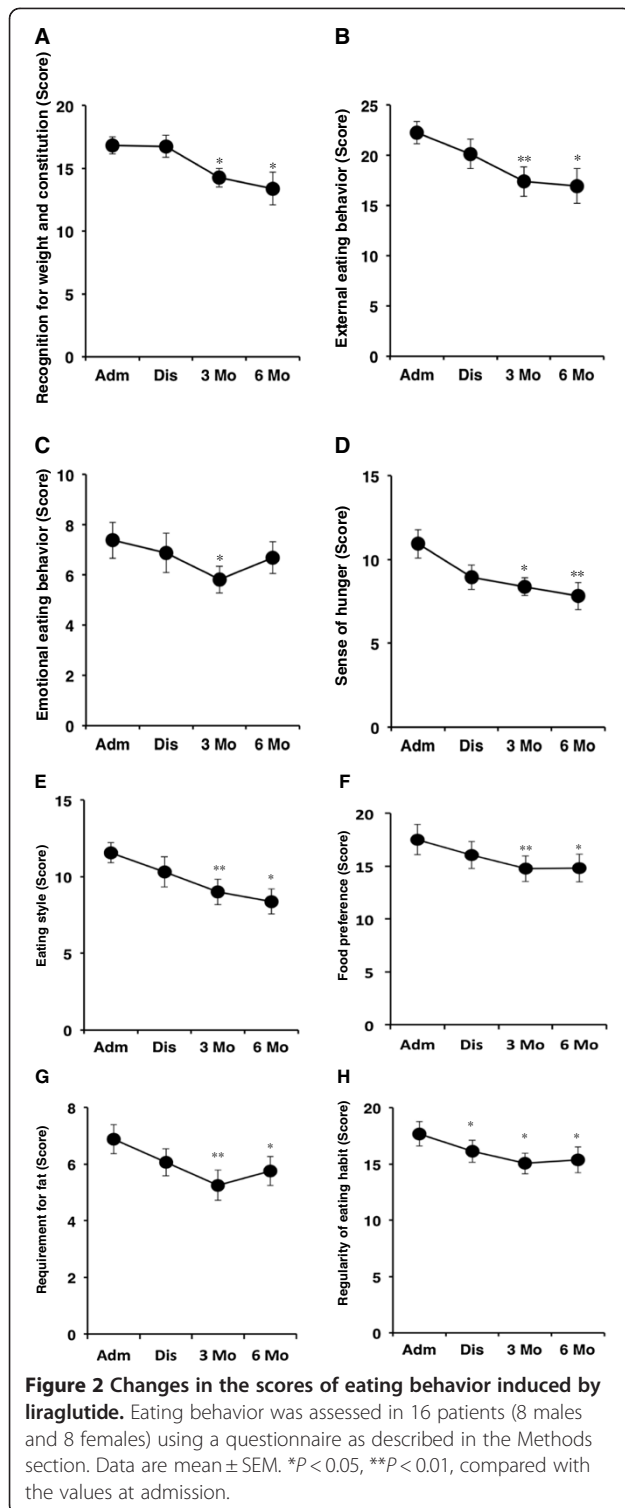 A
Recognition for weight and constitution (Score)
20
15
10
5
0
* *
Adm Dis 3 Mo 6 Mo
B
External eating behavior (Score)
25
20
15
10
5
0
** *
Adm Dis 3 Mo 6 Mo
C
Emotional eating behavior (Score)
10
8
6
4
2
0
*
Adm Dis 3 Mo 6 Mo
D
Sense of hunger (Score)
15
10
5
0
* **
Adm Dis 3 Mo 6 Mo
E
Eating style (Score)
15
10
5
0
** *
Adm Dis 3 Mo 6 Mo
F
Food preference (Score)
20
15
10
5
0
** *
Adm Dis 3 Mo 6 Mo
G
Requirement for fat (Score)
8
6
4
2
0
** *
Adm Dis 3 Mo 6 Mo
H
Regularity of eating habit (Score)
20
15
10
5
0
* * *
Adm Dis 3 Mo 6 Mo
Figure 2 Changes in the scores of eating behavior induced by
liraglutide. Eating behavior was assessed in 16 patients (8 males
and 8 females) using a questionnaire as described in the Methods
section. Data are mean ± SEM. *P < 0.05, **P < 0.01, compared with
the values at admission.